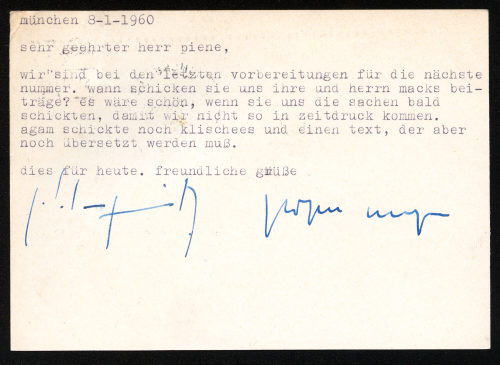 münchen 8-1-1960
sehr geehrter herr piene,
wir sind bei den letzten vorbereitungen für die nächste
nummer. wann schicken sie uns ihre und herrn macks bei-
träge? es wäre schön, wenn sie uns die sachen bald
schickten, damit wir nicht so in zeitdruck kommen.
agam schickte noch klischees und einen text, der aber
noch übersetzt werden muß.
dies für heute. freundliche grüße